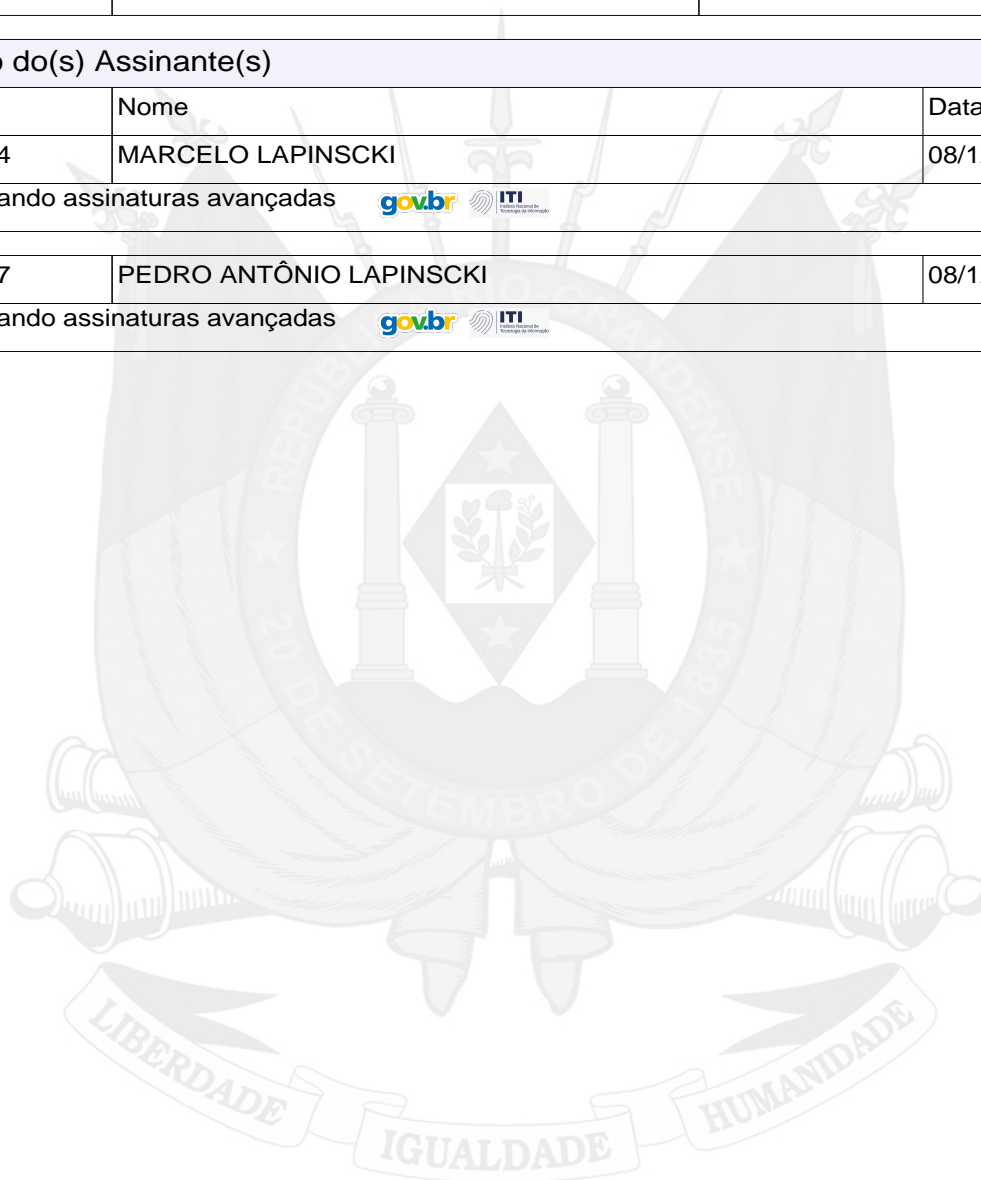 o do(s) Assinante(s)
Nome Data
4 MARCELO LAPINSCKI 08/1
ando assinaturas avançadas gov.br ITI
7 PEDRO ANTÔNIO LAPINSCKI 08/1
ando assinaturas avançadas gov.br ITI
REPÚBLICA RIO-GRANDENSE
20 DE SETEMBRO DE 1835
LIBERDADE IGUALDADE HUMANIDADE